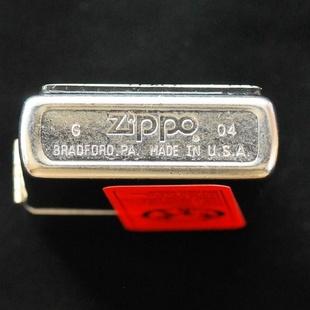 G Zippo ® 04
BRADFORD, PA. MADE IN U.S.A.